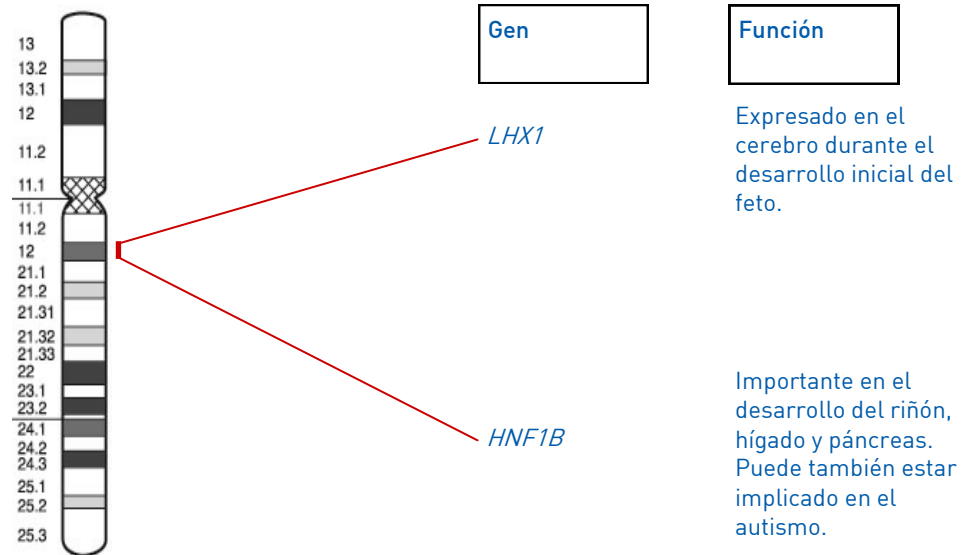 13
13.2
13.1
12
11.2
11.1
11.1
11.2
12
21.1
21.2
21.31
21.32
21.33
22
23.1
23.2
24.1
24.2
24.3
25.1
25.2
25.3
Gen
Función
LHX1
Expresado en el
cerebro durante el
desarrollo inicial del
feto.
HNF1B
Importante en el
desarrollo del riñón,
hígado y páncreas.
Puede también estar
implicado en el
autismo.